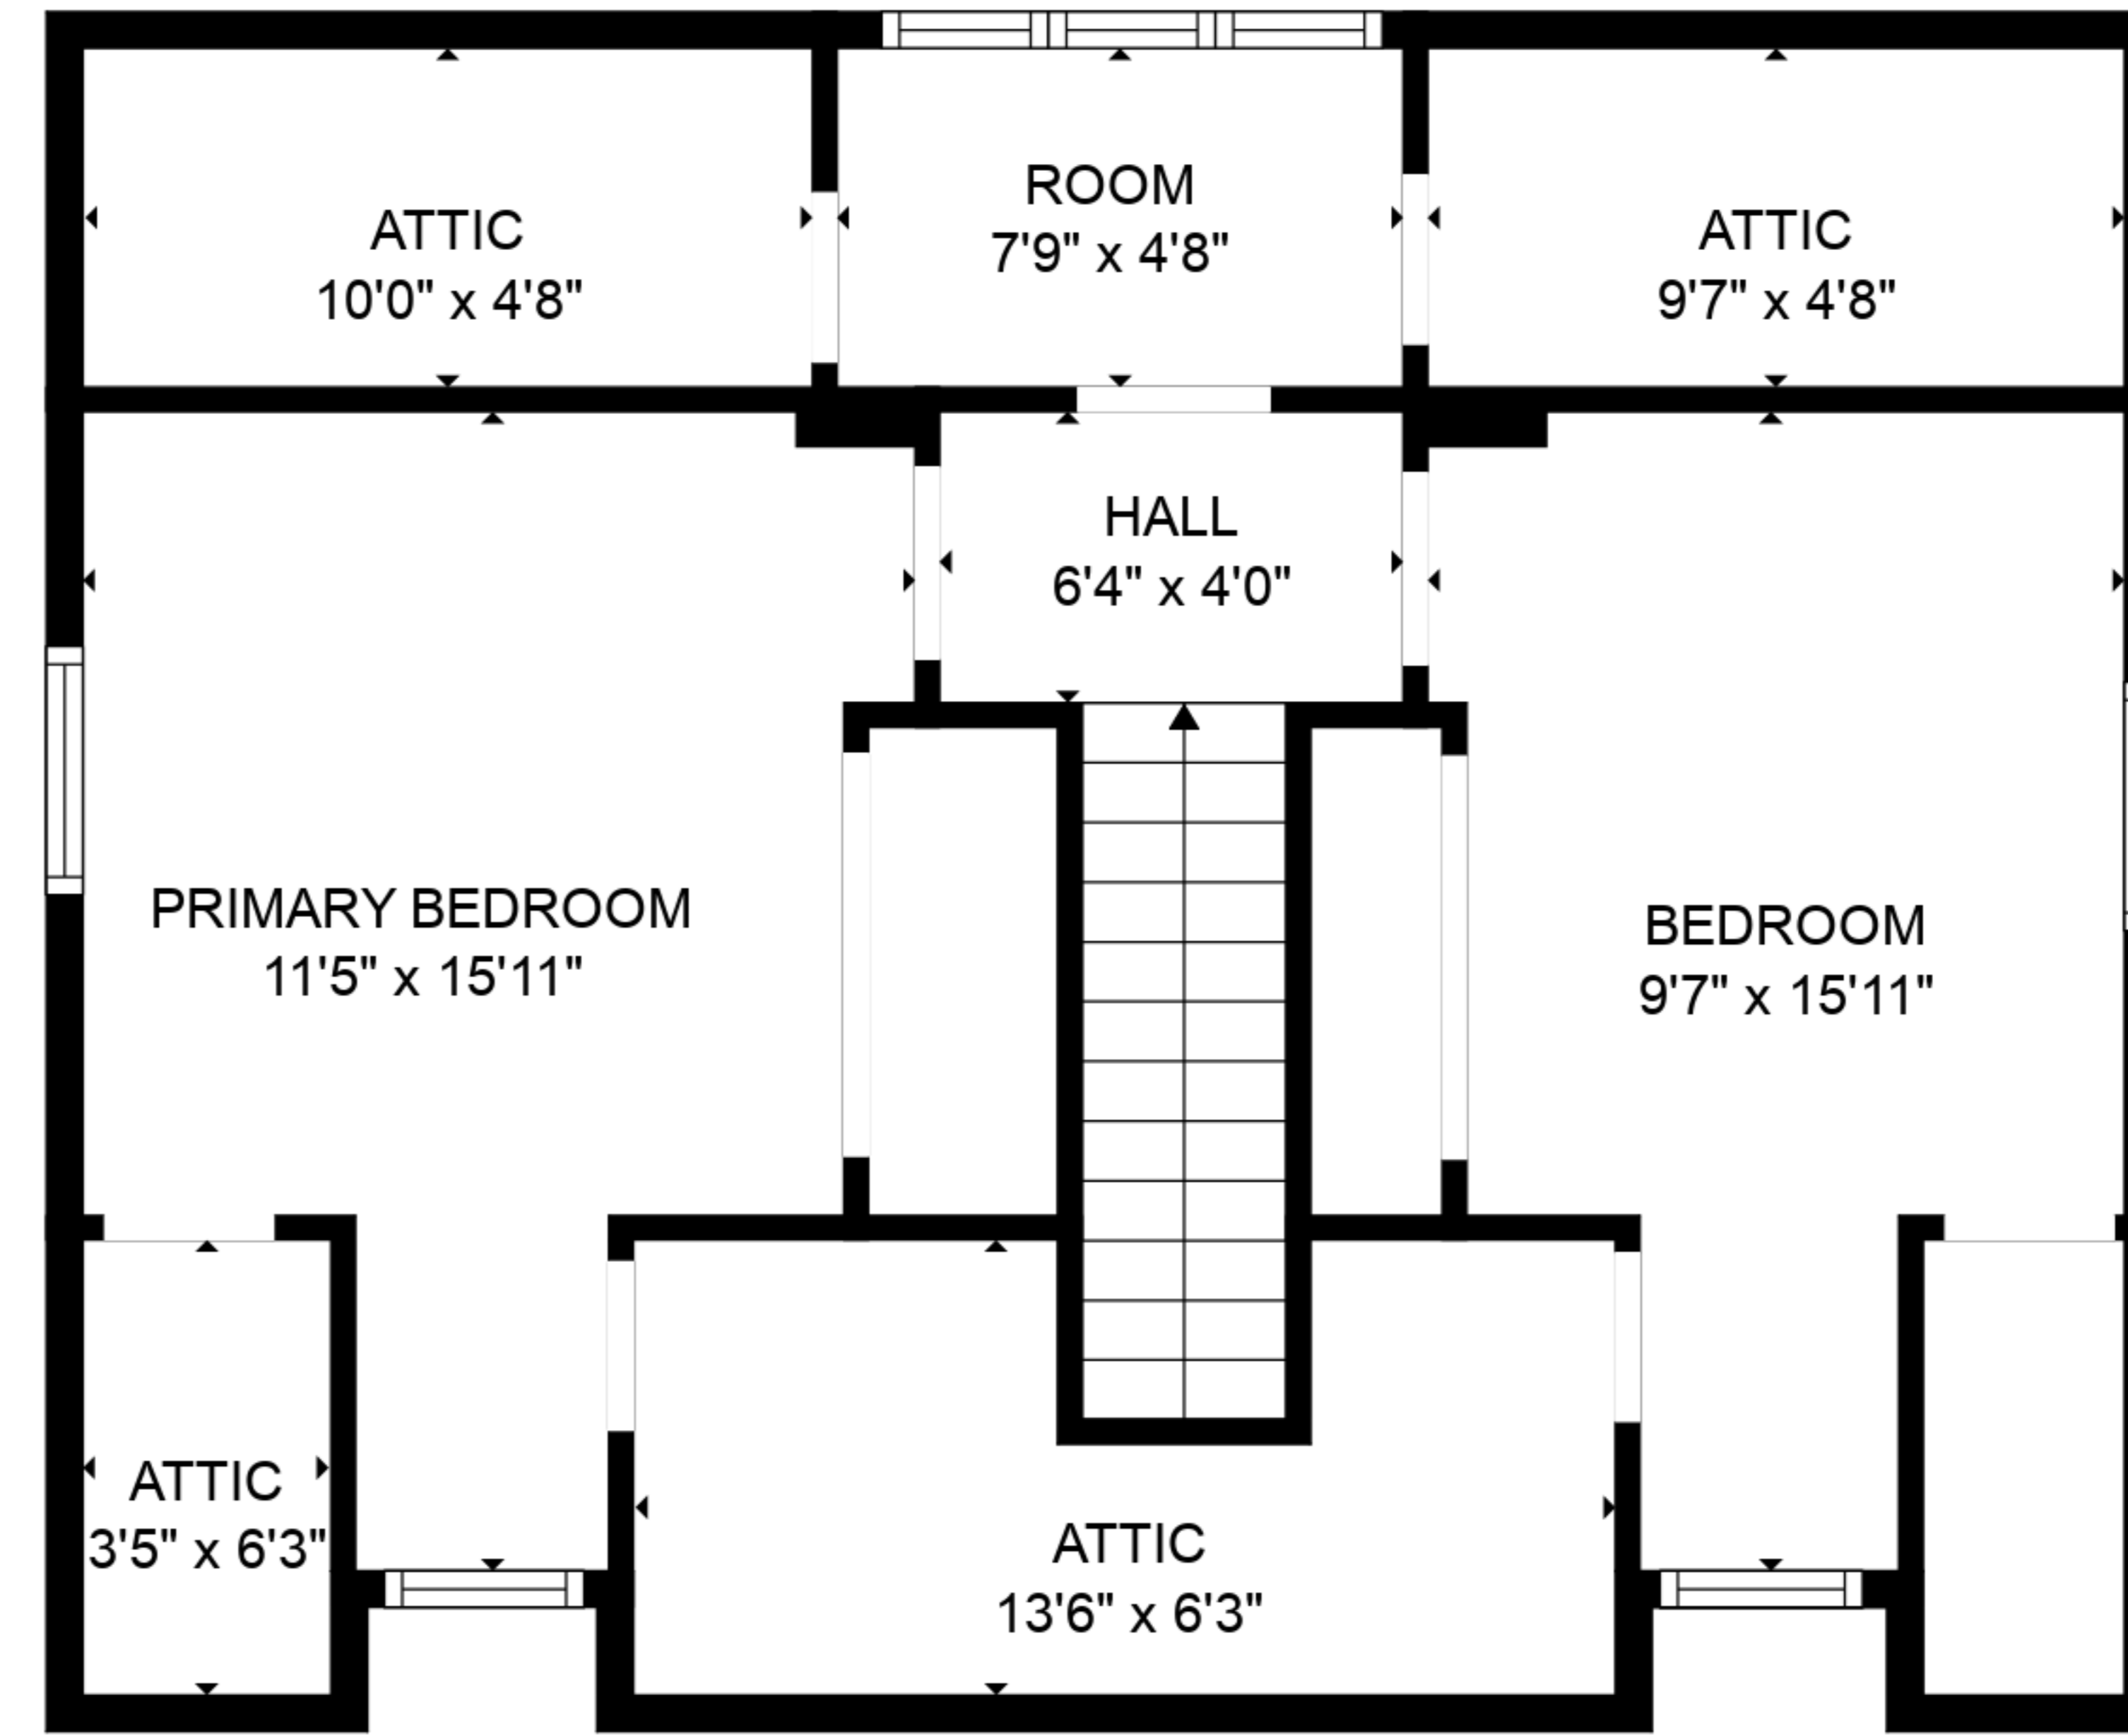 ROOM
7'9" x 4'8"
ATTIC
10'0" x 4'8"
ATTIC
9'7" x 4'8"
HALL
6'4" x 4'0"
PRIMARY BEDROOM
11'5" x 15'11"
BEDROOM
9'7" x 15'11"
ATTIC
3'5" x 6'3"
ATTIC
13'6" x 6'3"